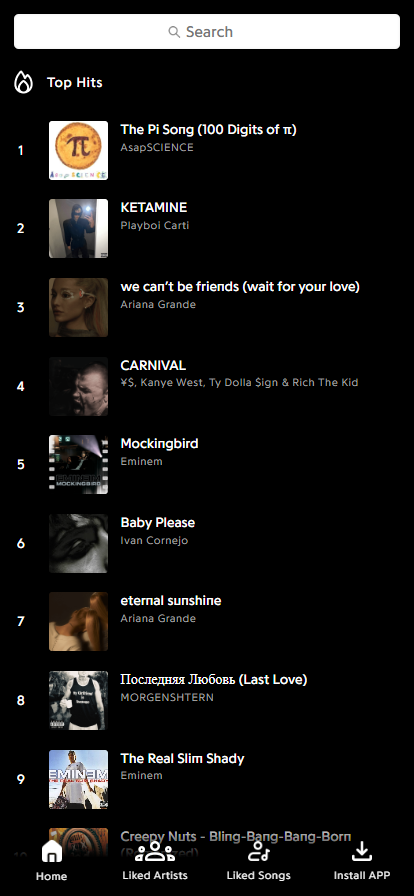 Search
Top Hits
1
The Pi Song (100 Digits of π)
AsapSCIENCE
2
KETAMINE
Playboi Carti
3
we can't be friends (wait for your love)
Ariana Grande
4
CARNIVAL
¥$, Kanye West, Ty Dolla $ign & Rich The Kid
5
Mockingbird
Eminem
MOCKINGBIRD
6
Baby Please
Ivan Cornejo
7
eternal sunshine
Ariana Grande
8
Последняя Любовь (Last Love)
MORGENSHTERN
9
EMINEM
The Real Slim Shady
Eminem
10
Creepy Nuts - Bling-Bang-Bang-Born
Home
Liked Artists
Liked Songs
Install APP